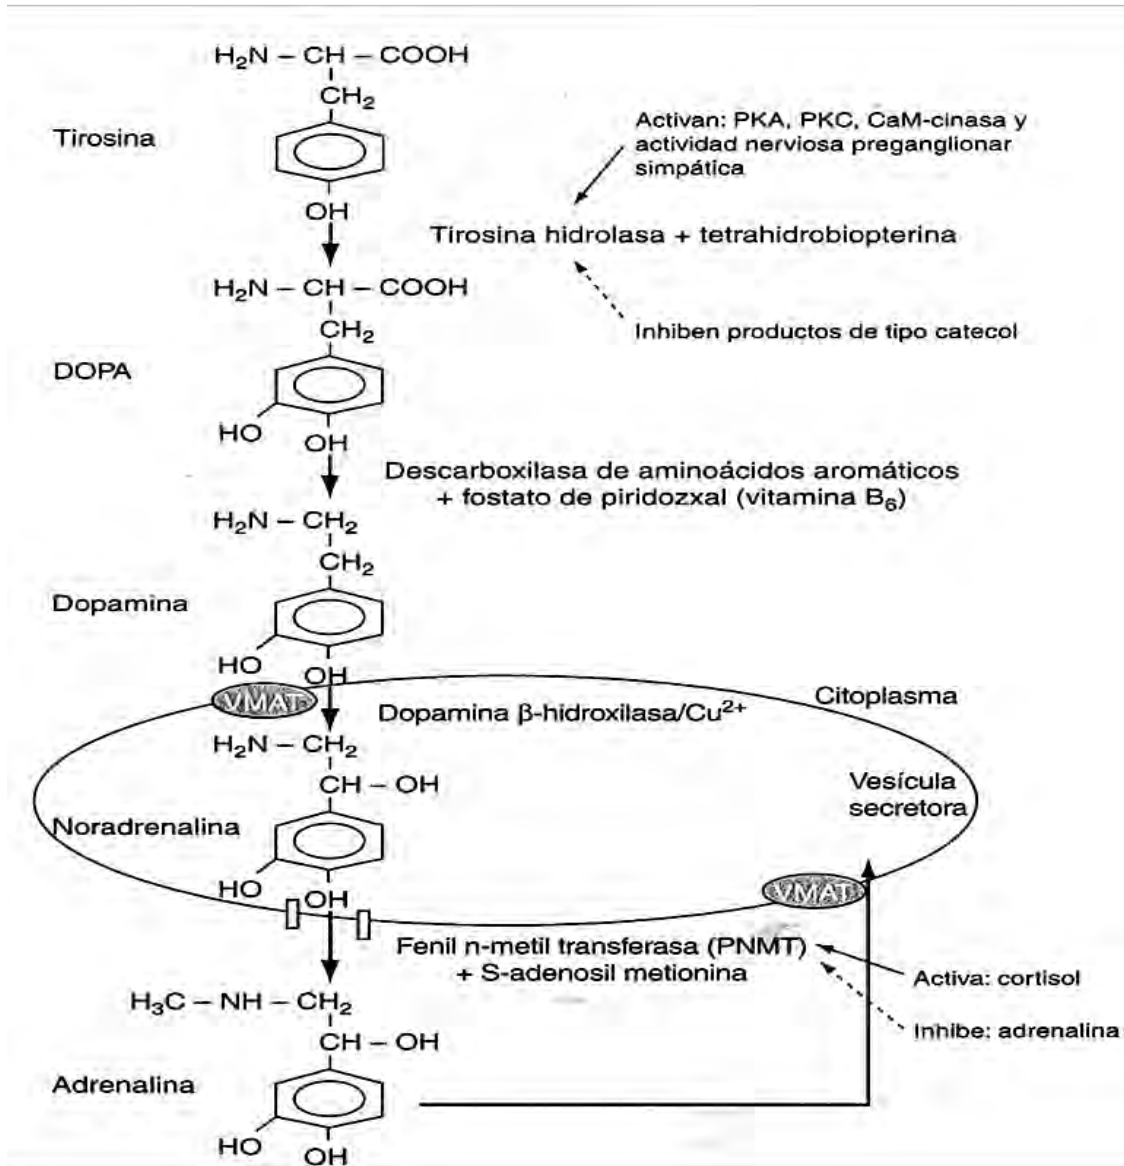 H₂N – CH – COOH
CH₂
Tirosina
OH
Activan: PKA, PKC, CaM-cinasa y
actividad nerviosa preganglionar
simpática
Tirosina hidrolasa + tetrahidrobiopterina
Inhiben productos de tipo catecol
H₂N – CH – COOH
CH₂
DOPA
HO
OH
Descarboxilasa de aminoácidos aromáticos
+ fostato de piridozxal (vitamina B₆)
H₂N – CH₂
CH₂
Dopamina
HO
OH
VMAT
Citoplasma
Dopamina β-hidroxilasa/Cu²⁺
H₂N – CH₂
CH – OH
Vesícula
secretora
Noradrenalina
HO
OH
VMAT
Fenil n-metil transferasa (PNMT)
+ S-adenosil metionina
Activa: cortisol
Inhibe: adrenalina
H₃C – NH – CH₂
CH – OH
Adrenalina
HO
OH